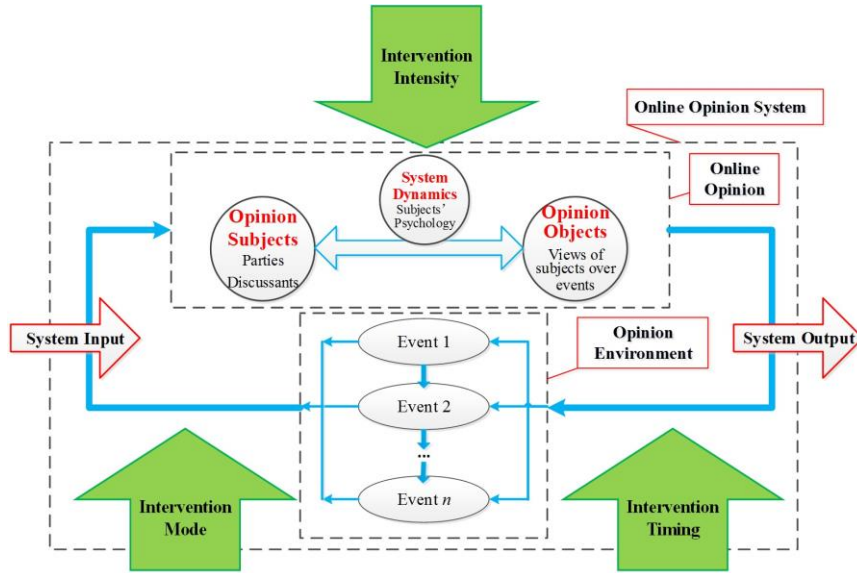 Intervention
Intensity
Online Opinion System
System
Dynamics
Subjects'
Psychology
Online
Opinion
Opinion
Subjects
Parties
Discussants
Opinion
Objects
Views of
subjects over
events
System Input
Event 1
Event 2
...
Event n
Opinion
Environment
System Output
Intervention
Mode
Intervention
Timing